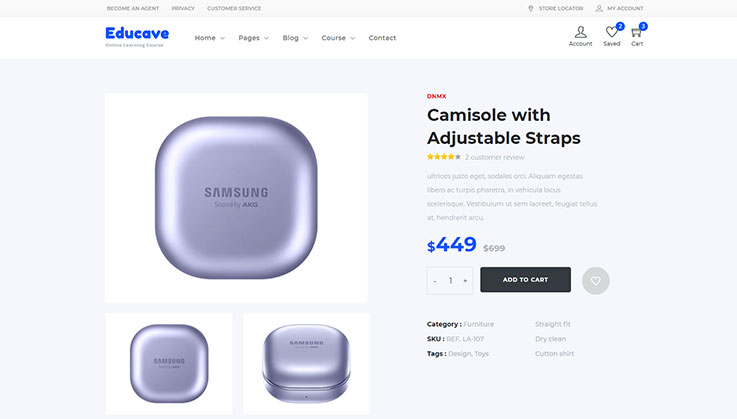 BECOME AN AGENT PRIVACY CUSTOMER SERVICE STORE LOCATOR MY ACCOUNT
Educave
Online Learning Course
Home Pages Blog Course Contact
2 3
Account Saved Cart
SAMSUNG
Sound by AKG
SAMSUNG
SAMSUNG
DNMX
Camisole with
Adjustable Straps
2 customer review
ultrices justo eget, sodales orci. Aliquam egestas
libero ac turpis pharetra, in vehicula lacus
scelerisque. Vestibulum ut sem laoreet, feugiat tellus
at, hendrerit arcu.
$449 $699
- 1 + ADD TO CART
Category : Furniture Straight fit
SKU : REF. LA-107 Dry clean
Tags : Design, Toys Cutton shirt